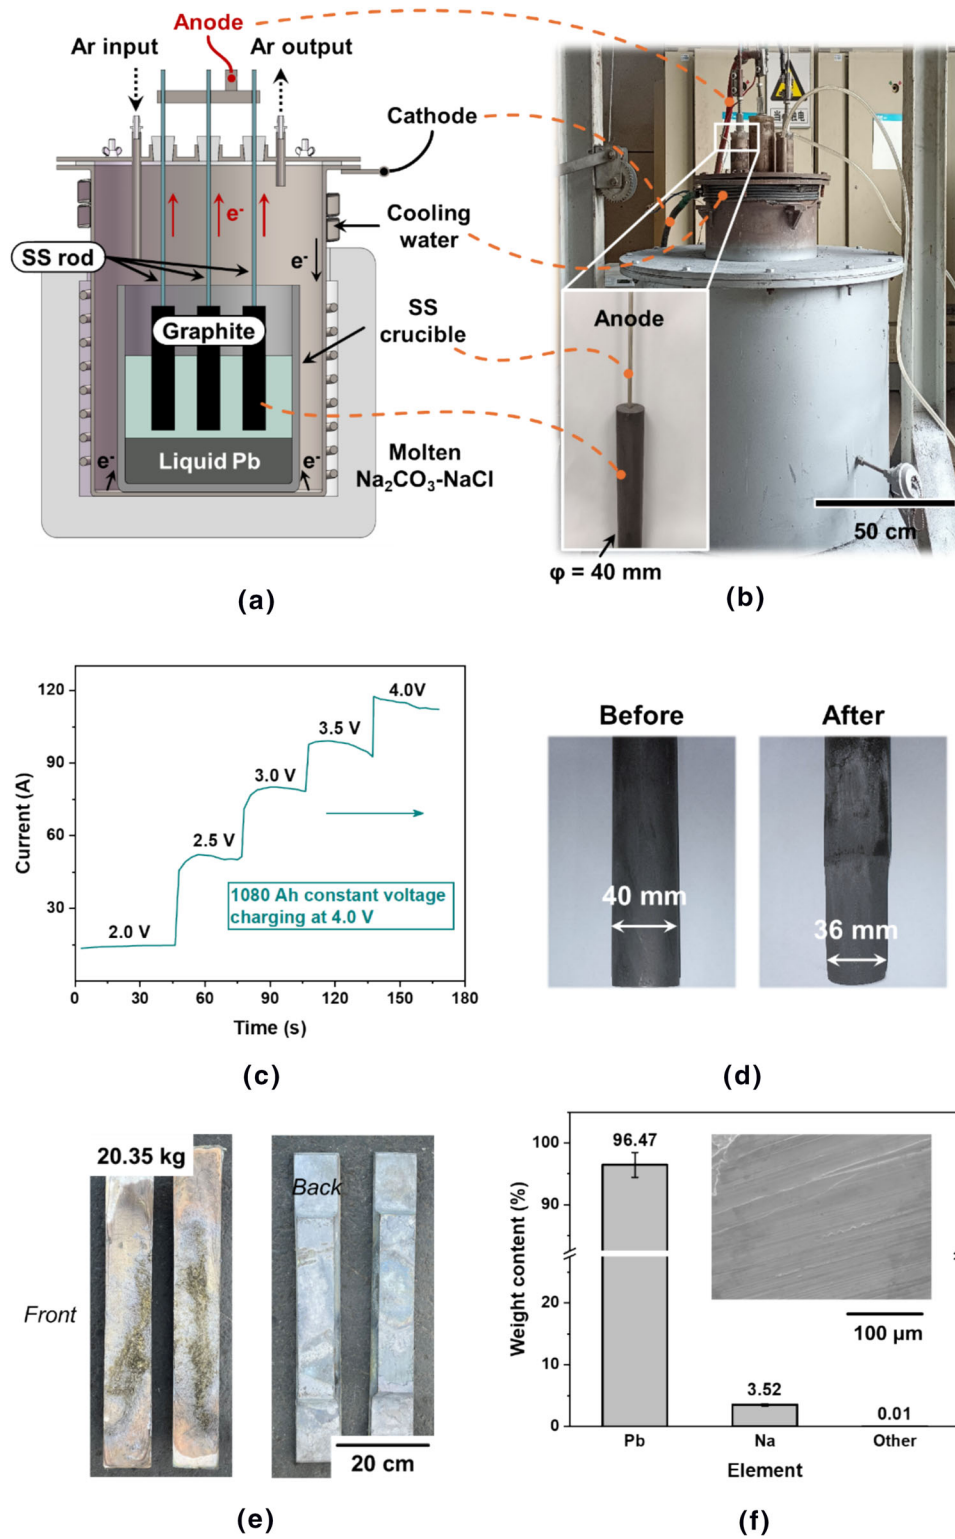 Anode
Ar input
Ar output
Cathode
Cooling
water
e-
e-
SS rod
SS
crucible
Graphite
Molten
Na₂CO₃-NaCl
e-
e-
Liquid Pb
(a)
Anode
50 cm
φ = 40 mm
(b)
Current (A)
120
90
60
30
2.0 V
2.5 V
3.0 V
3.5 V
4.0V
1080 Ah constant voltage
charging at 4.0 V
0 30 60 90 120 150 180
Time (s)
(c)
Before
After
40 mm
36 mm
(d)
20.35 kg
Front
Back
20 cm
(e)
Weight content (%)
100
90
20
10
0
96.47
3.52
0.01
100 μm
Pb Na Other
Element
(f)